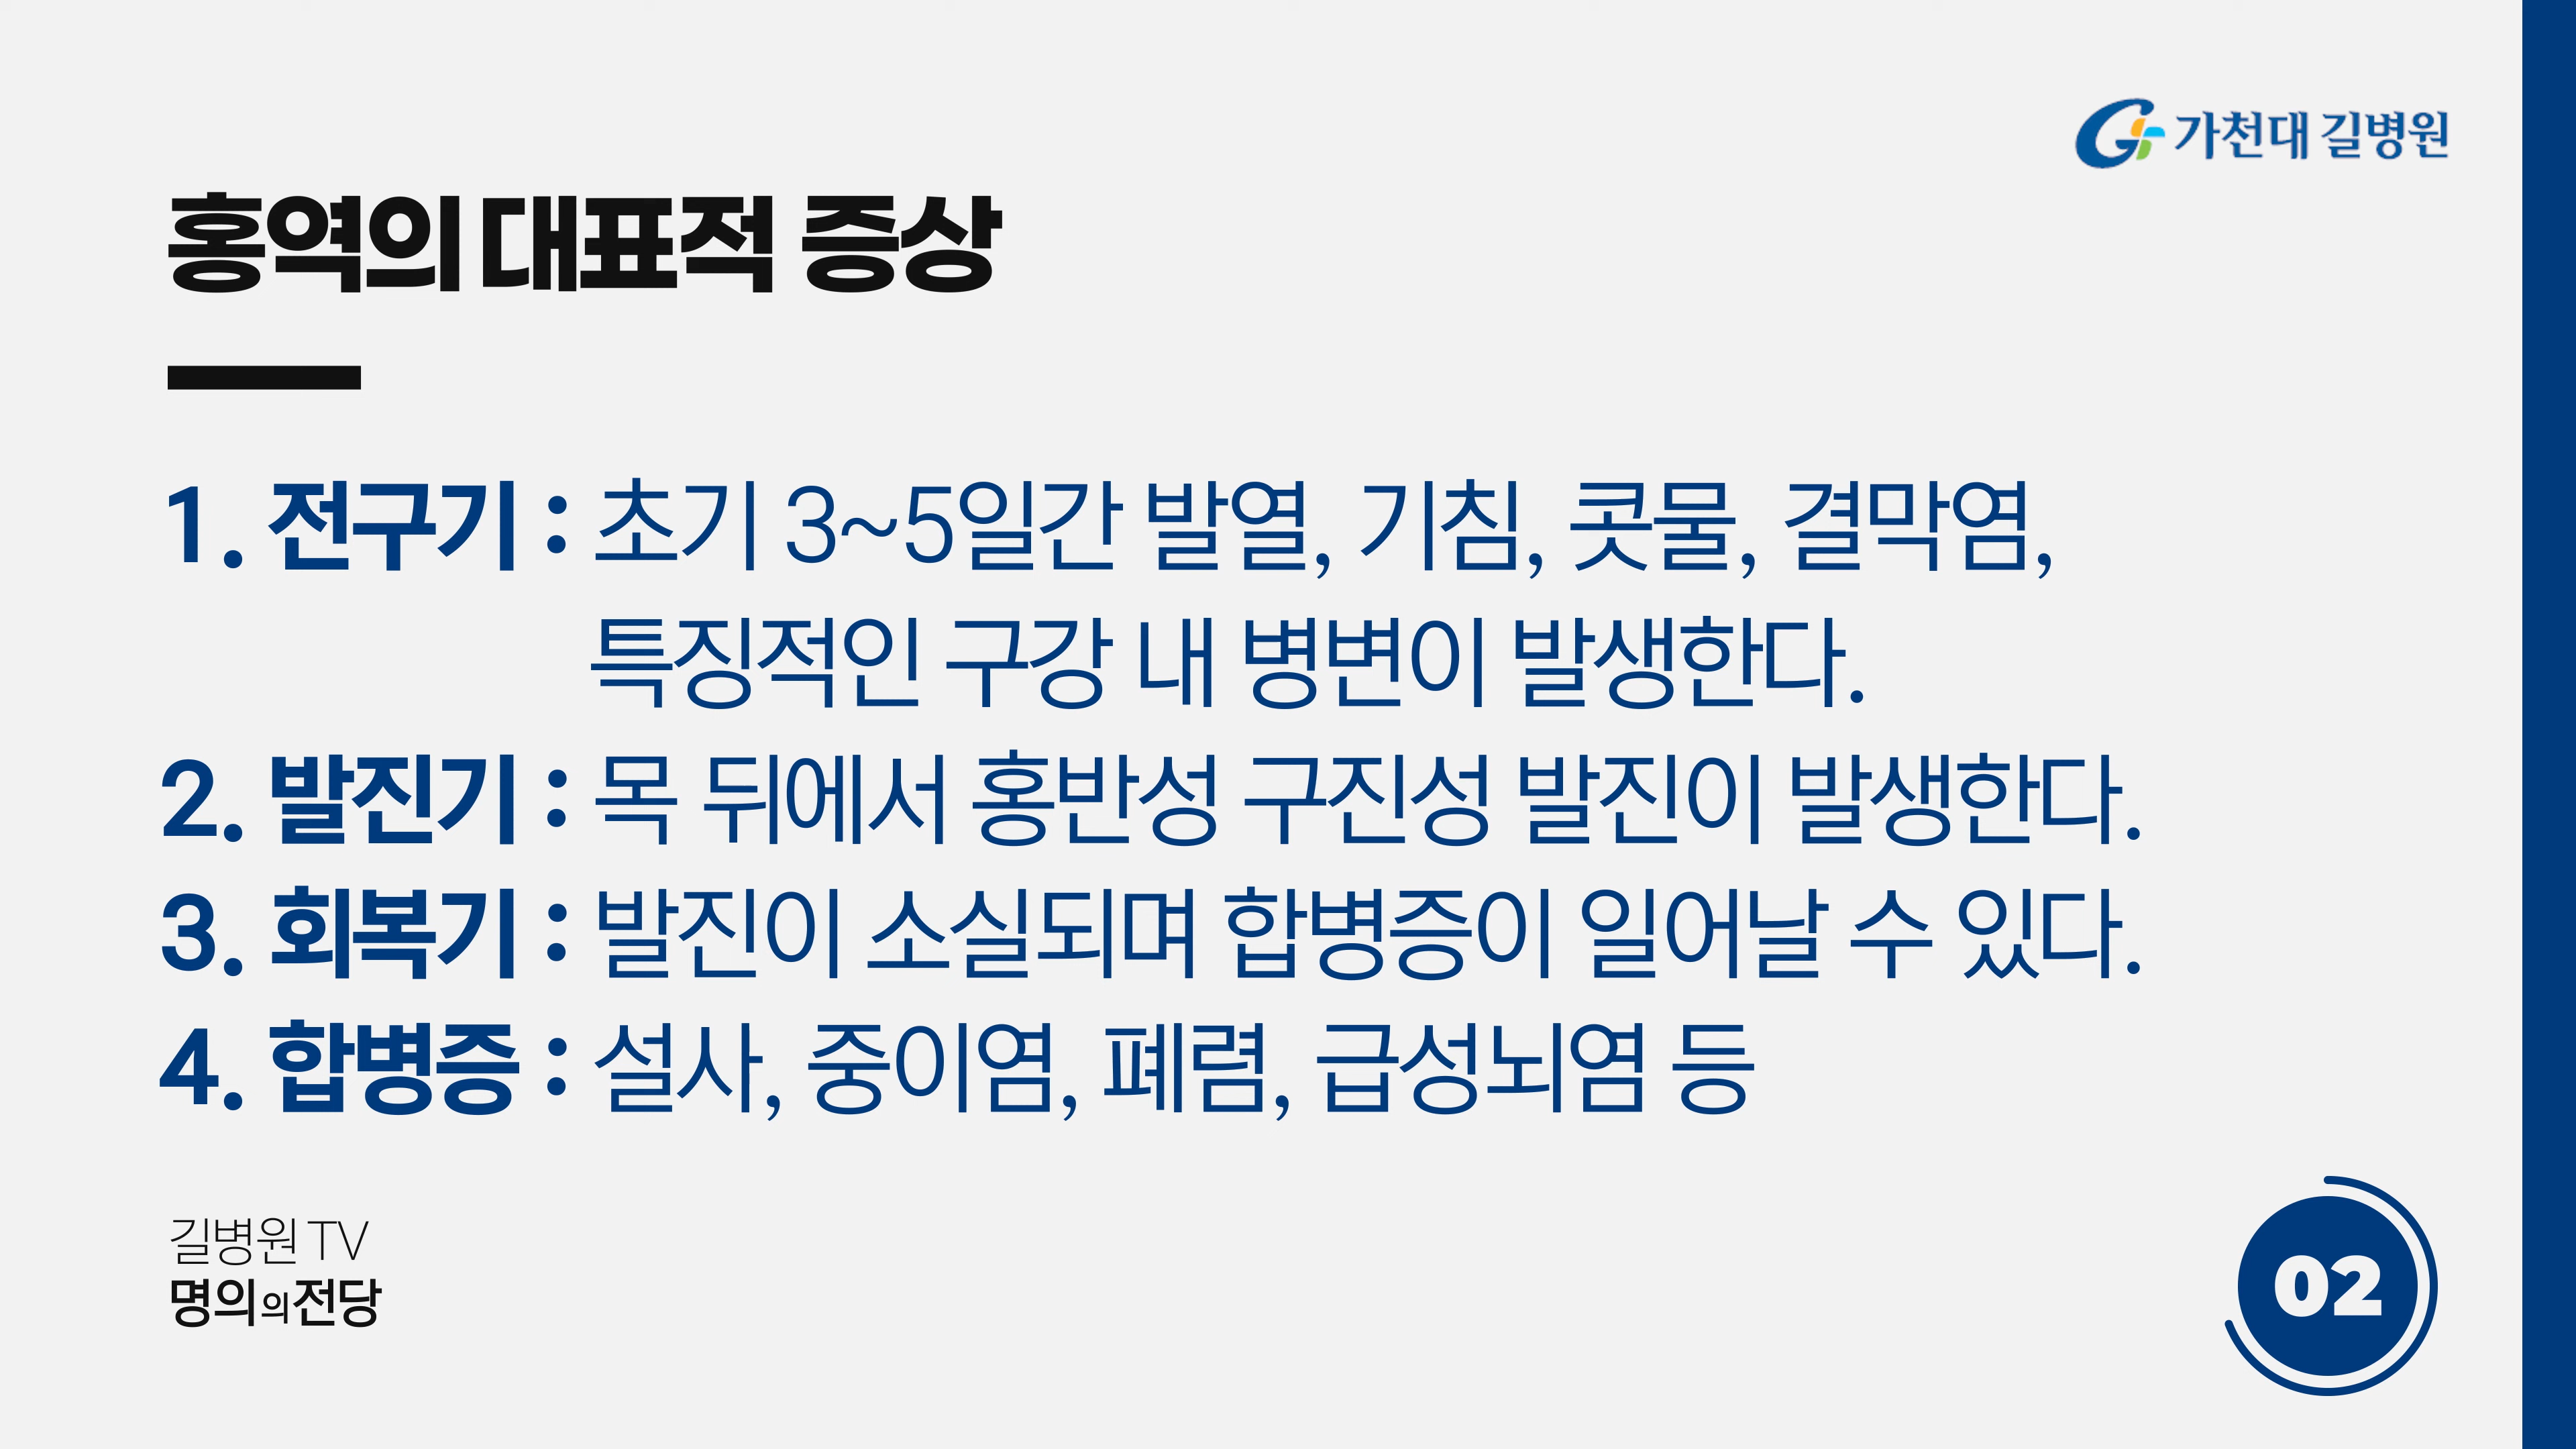 가천대 길병원
홍역의 대표적 증상
1. 전구기 : 초기 3~5일간 발열, 기침, 콧물, 결막염,
특징적인 구강 내 병변이 발생한다.
2. 발진기 : 목 뒤에서 홍반성 구진성 발진이 발생한다.
3. 회복기 : 발진이 소실되며 합병증이 일어날 수 있다.
4. 합병증 : 설사, 중이염, 폐렴, 급성뇌염 등
길병원 TV
명의의전당
02